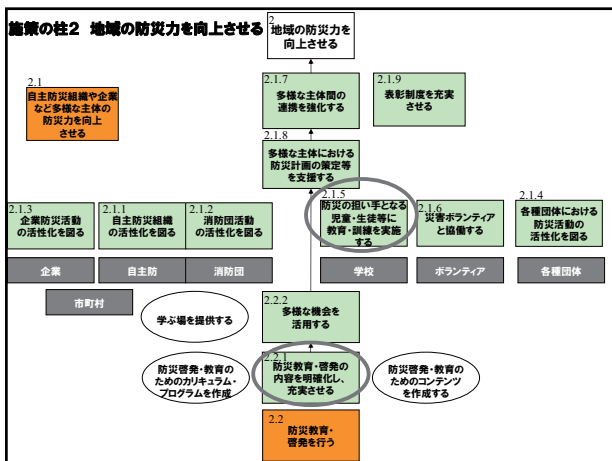 施策の柱2 地域の防災力を向上させる
2
地域の防災力を
向上させる
2.1
自主防災組織や企業
など多様な主体の
防災力を向上
させる
2.1.7
多様な主体間の
連携を強化する
2.1.9
表彰制度を充実
させる
2.1.8
多様な主体における
防災計画の策定等
を支援する
2.1.3
企業防災活動
の活性化を図る
2.1.1
自主防災組織
の活性化を図る
2.1.2
消防団活動
の活性化を図る
2.1.5
防災の担い手となる
児童・生徒等に
教育・訓練を実施
する
2.1.6
災害ボランティア
と協働する
2.1.4
各種団体における
防災活動の
活性化を図る
企業
自主防
消防団
学校
ボランティア
各種団体
市町村
学ぶ場を提供する
2.2.2
多様な機会を
活用する
防災啓発・教育の
ためのカリキュラム・
プログラムを作成
2.2.1
防災教育・啓発の
内容を明確化し、
充実させる
防災啓発・教育の
ためのコンテンツ
を作成する
2.2
防災教育・
啓発を行う